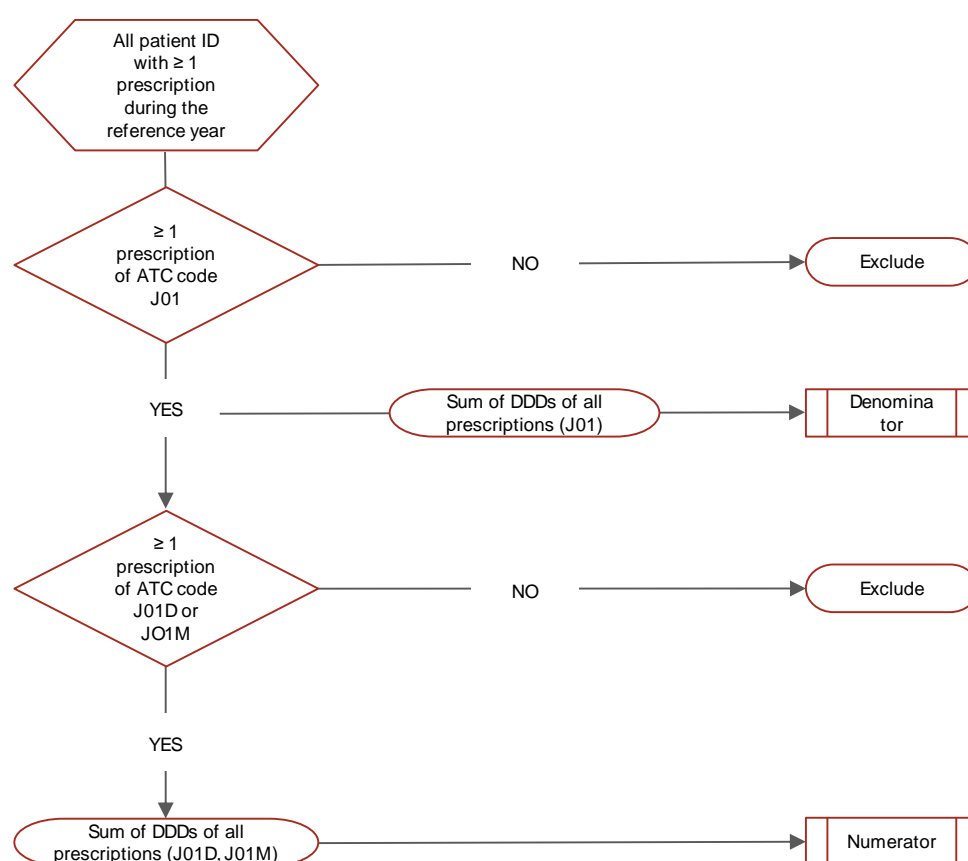 All patient ID
with ≥ 1
prescription
during the
reference year
≥ 1
prescription
of ATC code
J01
NO
Exclude
YES
Sum of DDDs of all
prescriptions (J01)
Denomina
tor
≥ 1
prescription
of ATC code
J01D or
JO1M
NO
Exclude
YES
Sum of DDDs of all
prescriptions (J01D, J01M)
Numerator